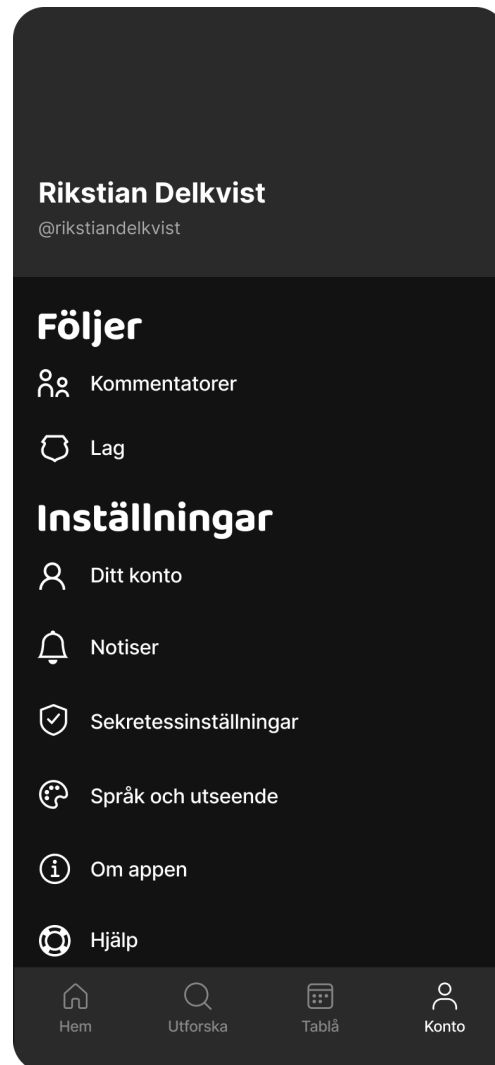 Rikstian Delkvist
@rikstiandelkvist
Följer
Kommentatorer
Lag
Inställningar
Ditt konto
Notiser
Sekretessinställningar
Språk och utseende
Om appen
Hjälp
Hem Utforska Tablå Konto